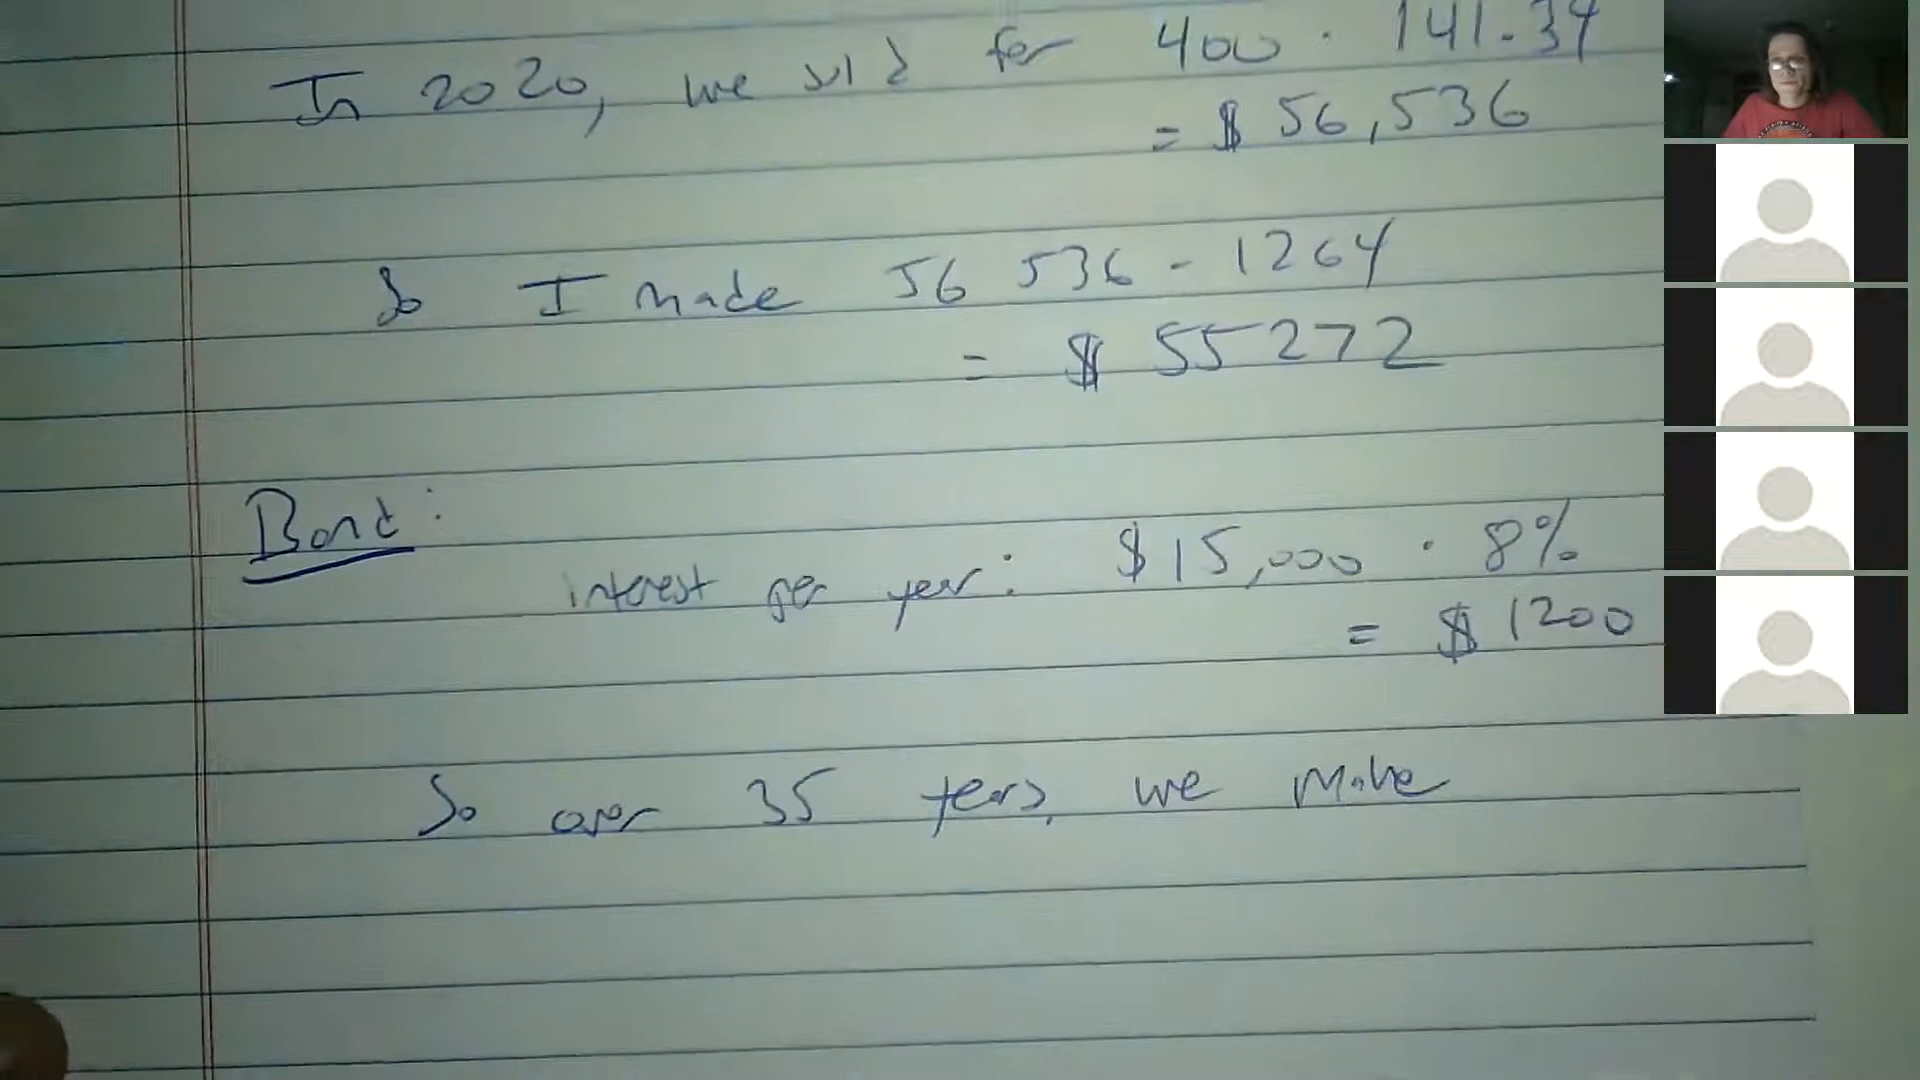 In 2020, we sold for 400 · 141.34
= $ 56,536
So I made 56 536 - 1264
= $ 55272
Bond:
interest per year: $15,000 · 8%
= $ 1200
So over 35 years, we make